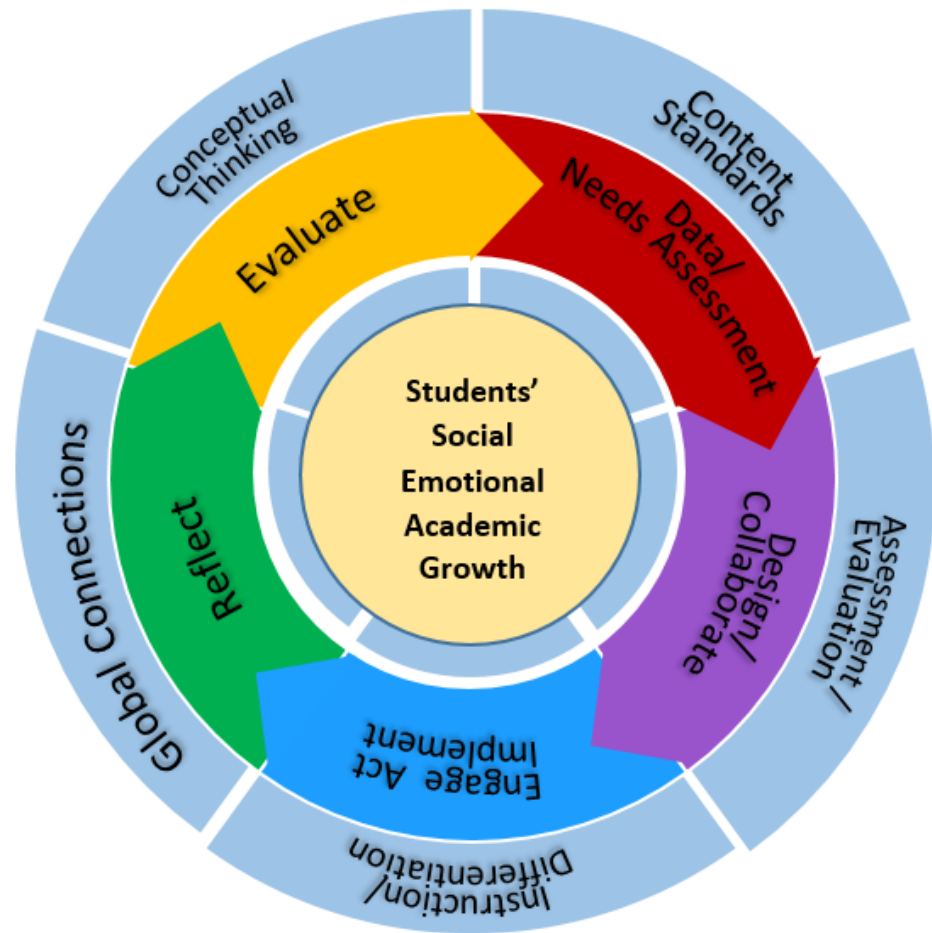 Conceptual
Thinking
Content
Standards
Evaluate
Data/
Needs Assessment
Students’
Social
Emotional
Academic
Growth
Global Connections
Reflect
Design/
Collaborate
Assessment/
Evaluation /
Engage Act
Implement
Instruction/
Differentiation